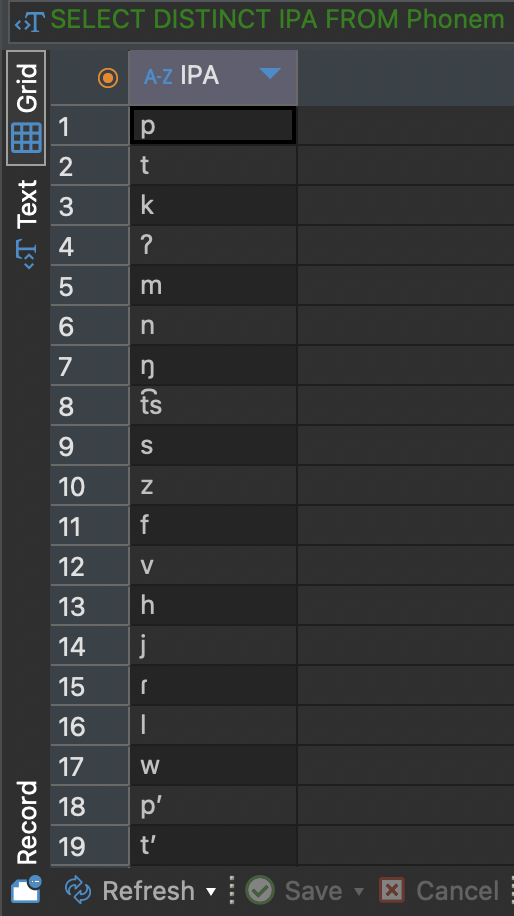 SELECT DISTINCT IPA FROM Phonem
Grid
Text
Record
A-Z IPA
1 p
2 t
3 k
4 ʔ
5 m
6 n
7 ŋ
8 t͡s
9 s
10 z
11 f
12 v
13 h
14 j
15 ɾ
16 l
17 w
18 pʼ
19 tʼ
Refresh Save Cancel